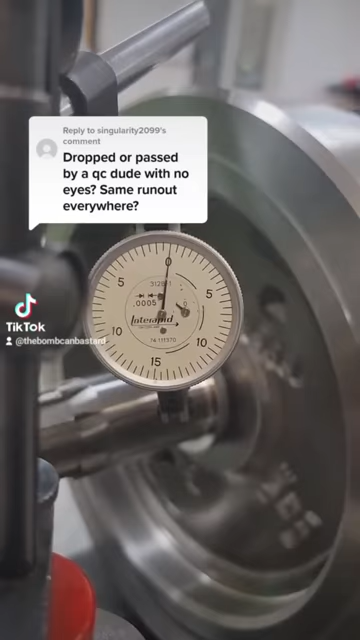 Reply to singularity2099's
comment
Dropped or passed
by a qc dude with no
eyes? Same runout
everywhere?
0
5
5
.0005
Interapid
10
10
15
TikTok
@thebombcanbastard